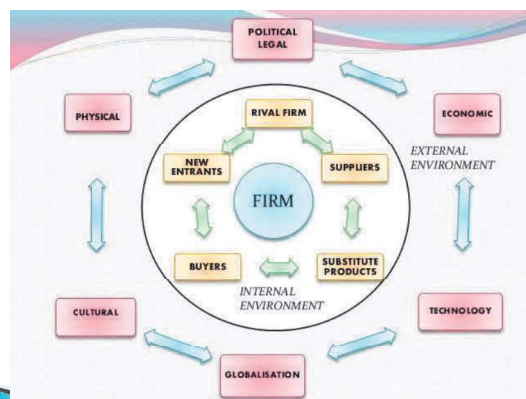 POLITICAL
LEGAL
PHYSICAL
RIVAL FIRM
ECONOMIC
EXTERNAL
ENVIRONMENT
NEW
ENTRANTS
SUPPLIERS
FIRM
BUYERS
SUBSTITUTE
PRODUCTS
INTERNAL
ENVIRONMENT
CULTURAL
TECHNOLOGY
GLOBALISATION